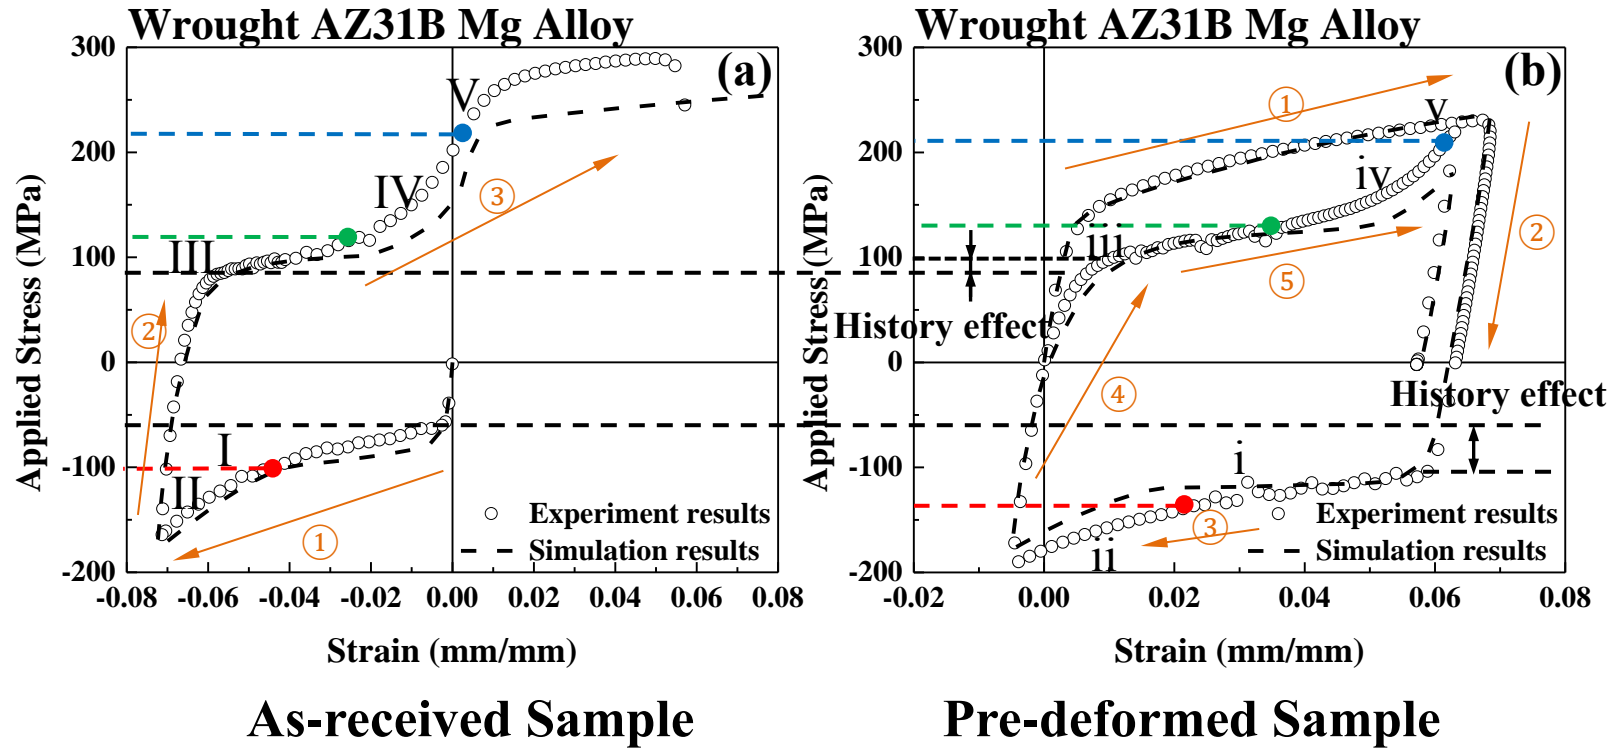 Wrought AZ31B Mg Alloy
(a)
Applied Stress (MPa)
300
200
100
0
-100
-200
-0.08 -0.06 -0.04 -0.02 0.00 0.02 0.04 0.06 0.08
Strain (mm/mm)
I
II
III
IV
V
①
②
③
Experiment results
Simulation results
As-received Sample
Wrought AZ31B Mg Alloy
(b)
Applied Stress (MPa)
300
200
100
0
-100
-200
-0.02 0.00 0.02 0.04 0.06 0.08
Strain (mm/mm)
i
ii
iii
iv
v
①
②
③
④
⑤
History effect
History effect
Experiment results
Simulation results
Pre-deformed Sample